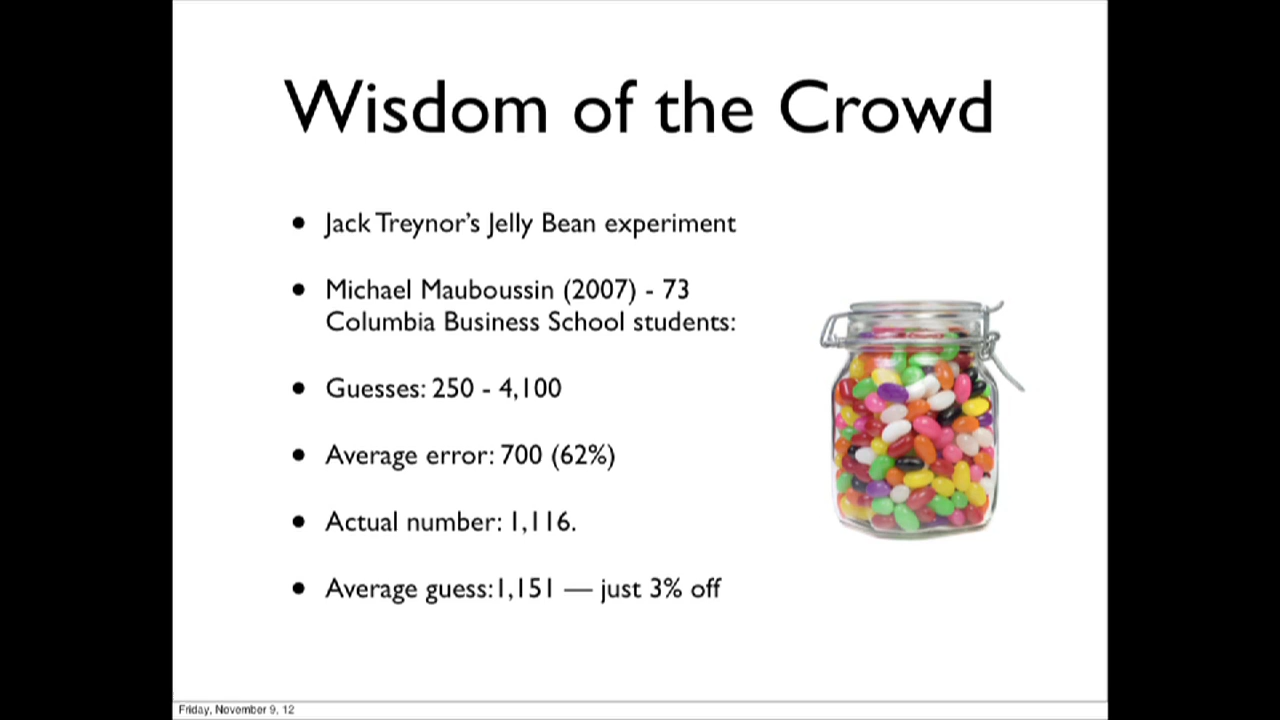 Wisdom of the Crowd
• Jack Treynor’s Jelly Bean experiment
• Michael Mauboussin (2007) - 73
Columbia Business School students:
• Guesses: 250 - 4,100
• Average error: 700 (62%)
• Actual number: 1,116.
• Average guess:1,151 — just 3% off
Friday, November 9, 12